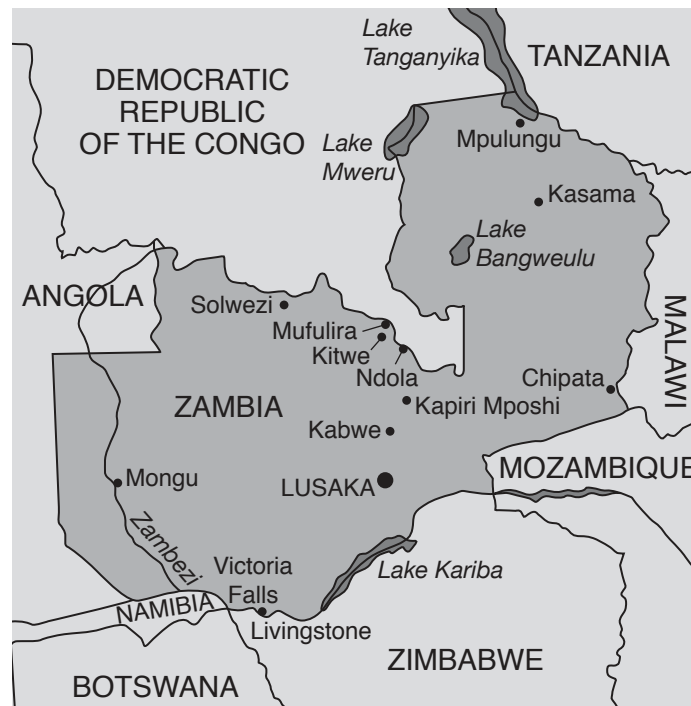 Lake
Tanganyika
TANZANIA
DEMOCRATIC
REPUBLIC
OF THE CONGO
Lake
Mweru
Mpulungu
Kasama
Lake
Bangweulu
ANGOLA
Solwezi
Mufulira
Kitwe
Ndola
MALAWI
Chipata
ZAMBIA
Kapiri Mposhi
Kabwe
MOZAMBIQUE
Mongu
LUSAKA
Zambezi
Victoria
Falls
Lake Kariba
NAMIBIA
Livingstone
ZIMBABWE
BOTSWANA